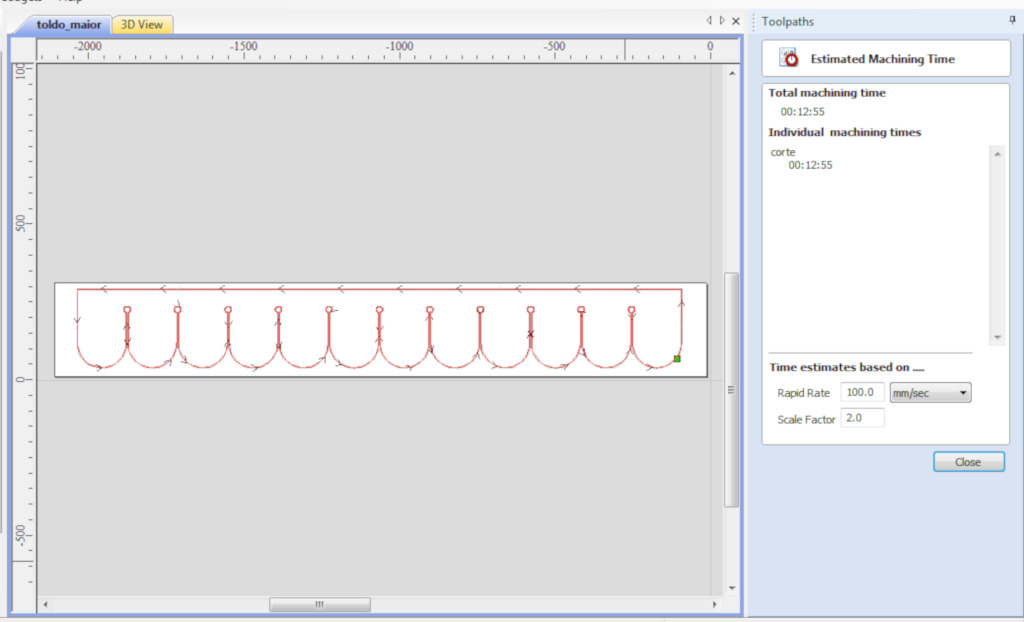 Help
toldo_maior
3D View
Toolpaths
-2000 -1500 -1000 -500 0
Estimated Machining Time
Total machining time
00:12:55
Individual machining times
corte
00:12:55
500
0
-500
Time estimates based on ....
Rapid Rate 100.0 mm/sec
Scale Factor 2.0
Close